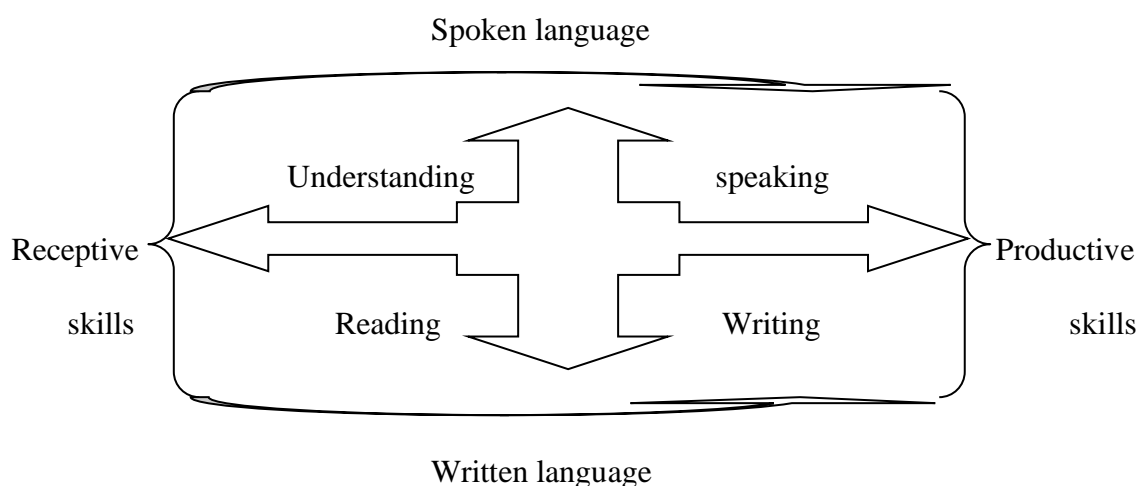 Spoken language
Understanding speaking
Receptive Productive
skills skills
Reading Writing
Written language